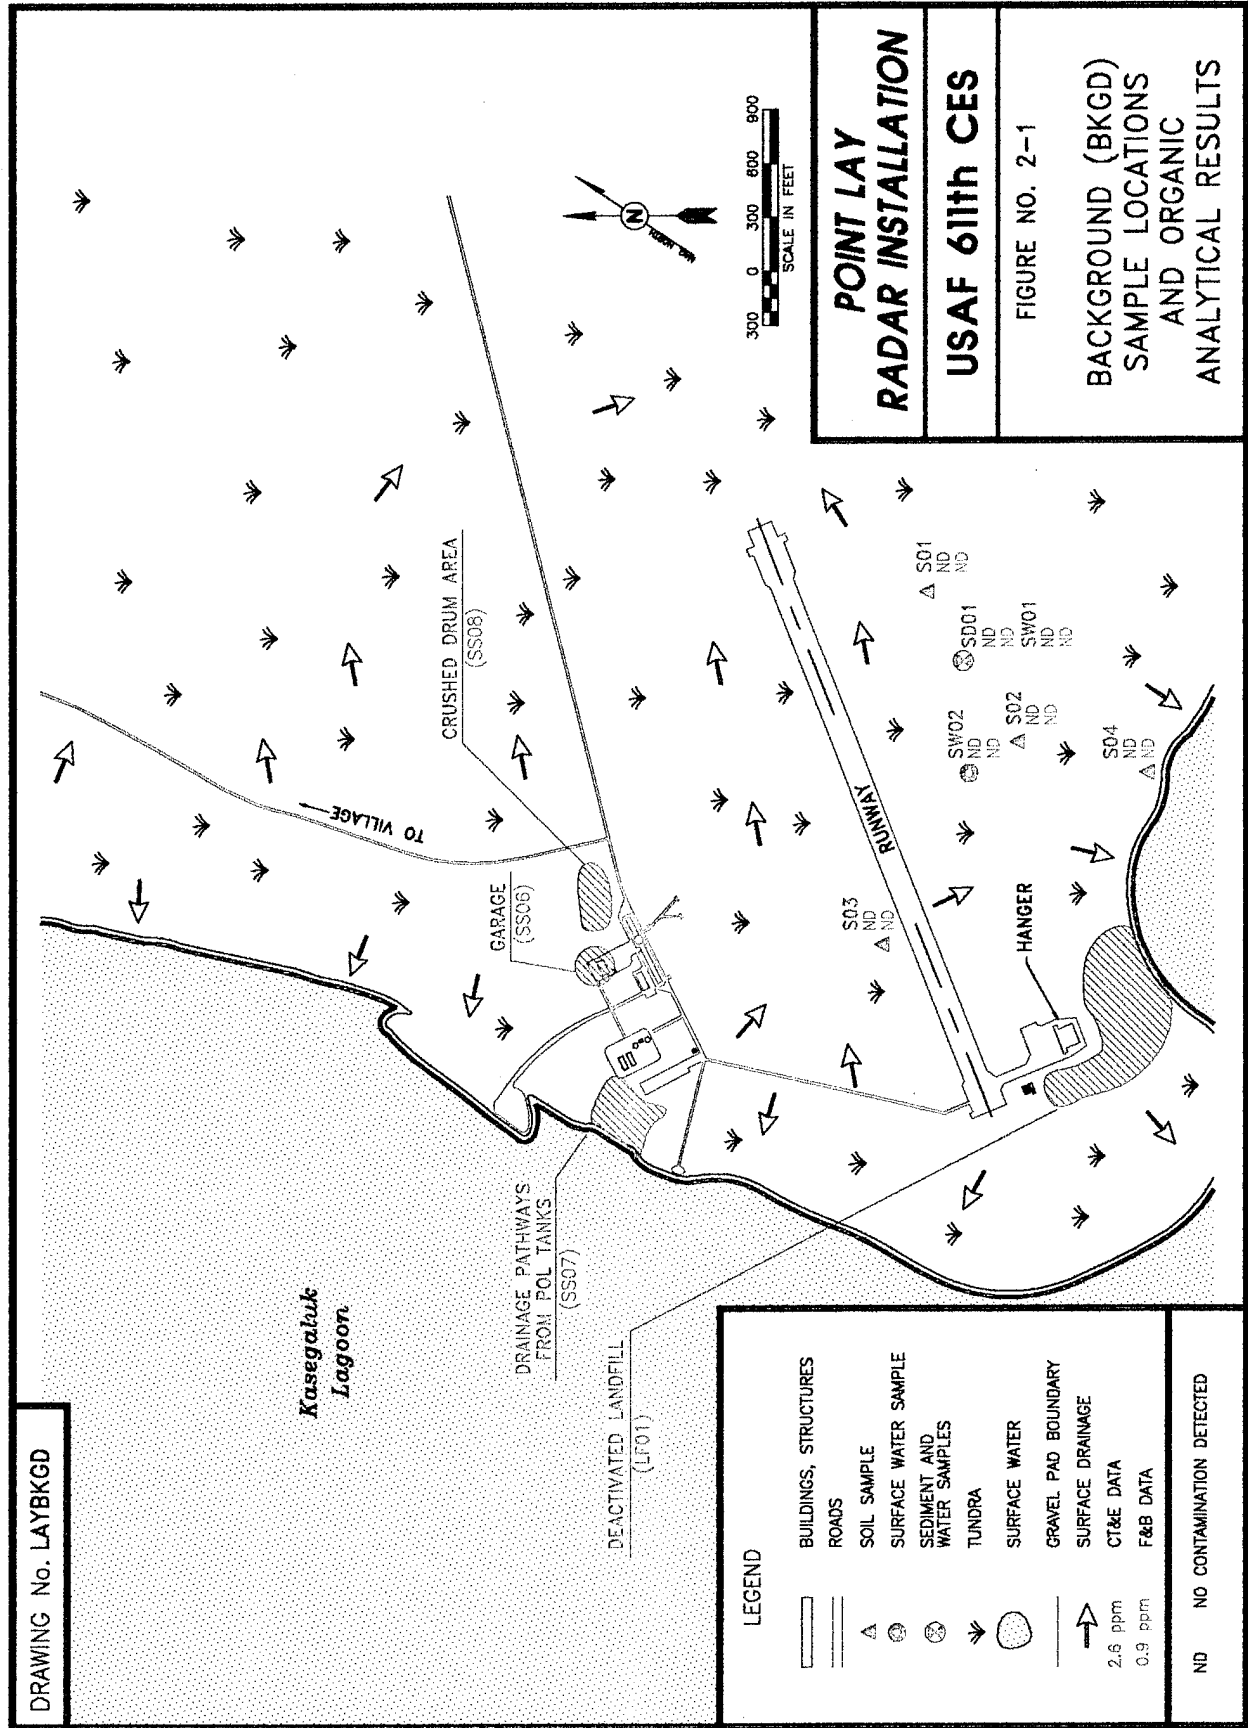 DRAWING No. LAYBKGD
Kasegaluk
Lagoon
TO VILLAGE
CRUSHED DRUM AREA
(SS08)
GARAGE
(SS06)
DRAINAGE PATHWAYS
FROM POL TANKS
(SS07)
DEACTIVATED LANDFILL
(LF01)
RUNWAY
HANGER
S03
ND
ND
SW02
ND
ND
S02
ND
ND
S04
ND
ND
S01
ND
ND
SD01
ND
ND
SW01
ND
ND
N
300 0 300 600 900
SCALE IN FEET
LEGEND
BUILDINGS, STRUCTURES
ROADS
SOIL SAMPLE
SURFACE WATER SAMPLE
SEDIMENT AND
WATER SAMPLES
TUNDRA
SURFACE WATER
GRAVEL PAD BOUNDARY
SURFACE DRAINAGE
2.6 ppm CT&E DATA
0.9 ppm F&B DATA
ND NO CONTAMINATION DETECTED
POINT LAY
RADAR INSTALLATION
USAF 611th CES
FIGURE NO. 2-1
BACKGROUND (BKGD)
SAMPLE LOCATIONS
AND ORGANIC
ANALYTICAL RESULTS